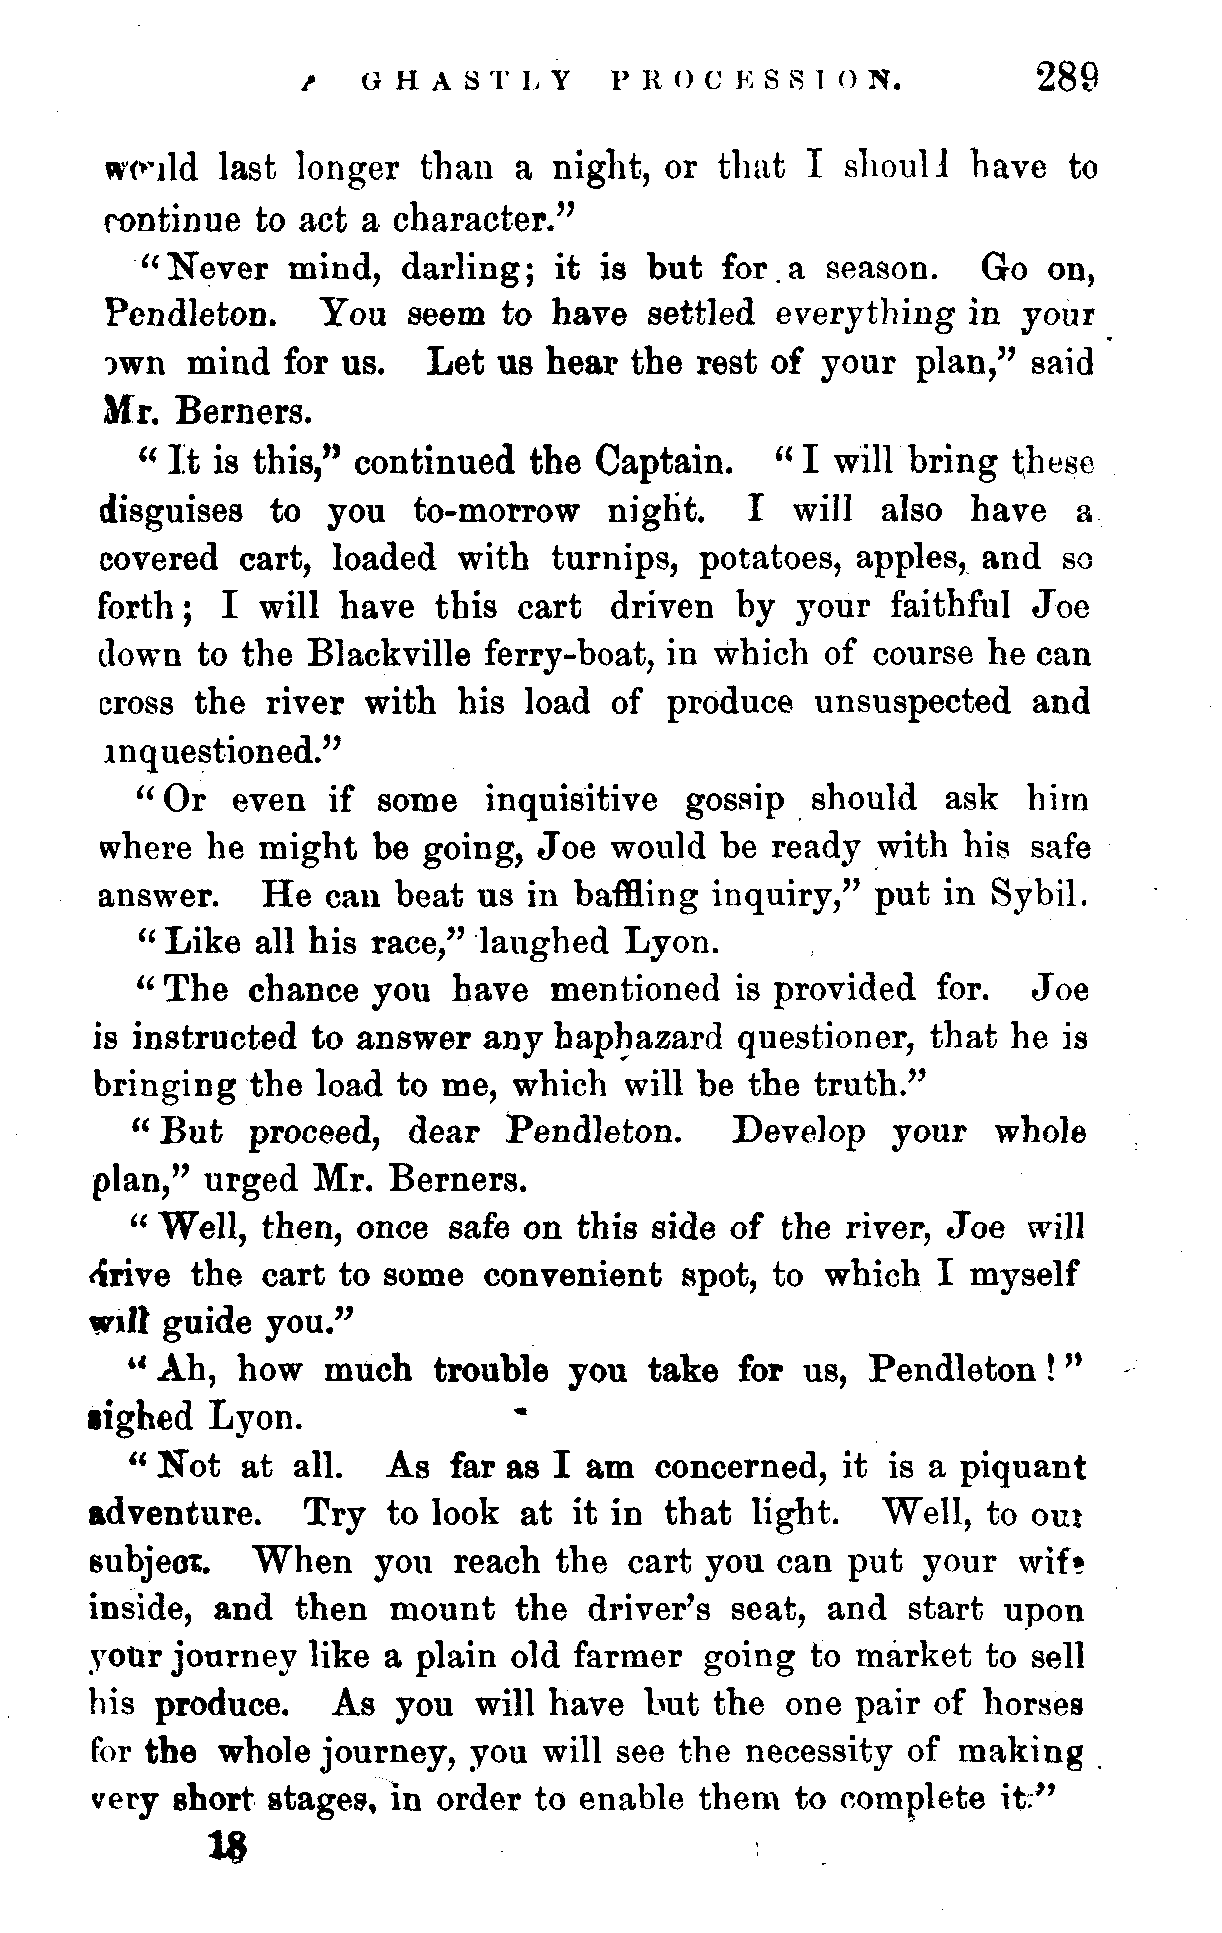 A GHASTLY PROCESSION. 289
would last longer than a night, or that I should have to
continue to act a character."
"Never mind, darling; it is but for a season. Go on,
Pendleton. You seem to have settled everything in your
own mind for us. Let us hear the rest of your plan," said
Mr. Berners.
"It is this," continued the Captain. "I will bring these
disguises to you to-morrow night. I will also have a
covered cart, loaded with turnips, potatoes, apples, and so
forth; I will have this cart driven by your faithful Joe
down to the Blackville ferry-boat, in which of course he can
cross the river with his load of produce unsuspected and
unquestioned."
"Or even if some inquisitive gossip should ask him
where he might be going, Joe would be ready with his safe
answer. He can beat us in baffling inquiry," put in Sybil.
"Like all his race," laughed Lyon.
"The chance you have mentioned is provided for. Joe
is instructed to answer any haphazard questioner, that he is
bringing the load to me, which will be the truth."
"But proceed, dear Pendleton. Develop your whole
plan," urged Mr. Berners.
"Well, then, once safe on this side of the river, Joe will
drive the cart to some convenient spot, to which I myself
will guide you."
"Ah, how much trouble you take for us, Pendleton!"
sighed Lyon.
"Not at all. As far as I am concerned, it is a piquant
adventure. Try to look at it in that light. Well, to our
subject. When you reach the cart you can put your wife
inside, and then mount the driver's seat, and start upon
your journey like a plain old farmer going to market to sell
his produce. As you will have but the one pair of horses
for the whole journey, you will see the necessity of making
very short stages, in order to enable them to complete it."
18